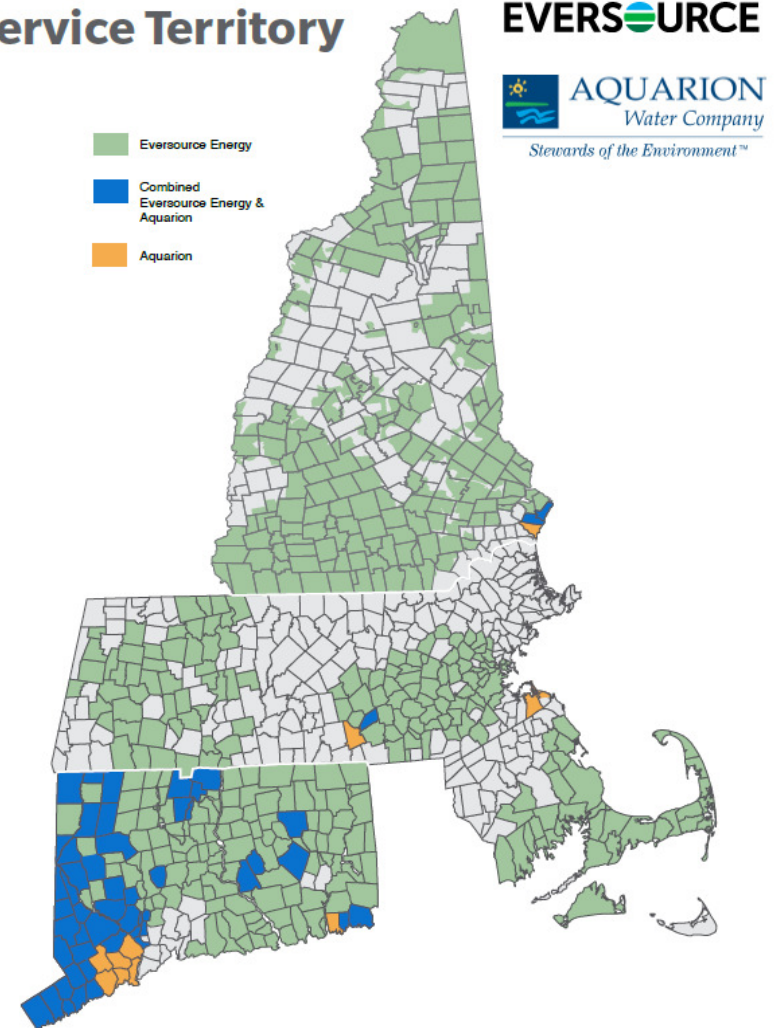 ervice Territory
EVERSOURCE
AQUARION
Water Company
Stewards of the Environment™
Eversource Energy
Combined
Eversource Energy &
Aquarion
Aquarion